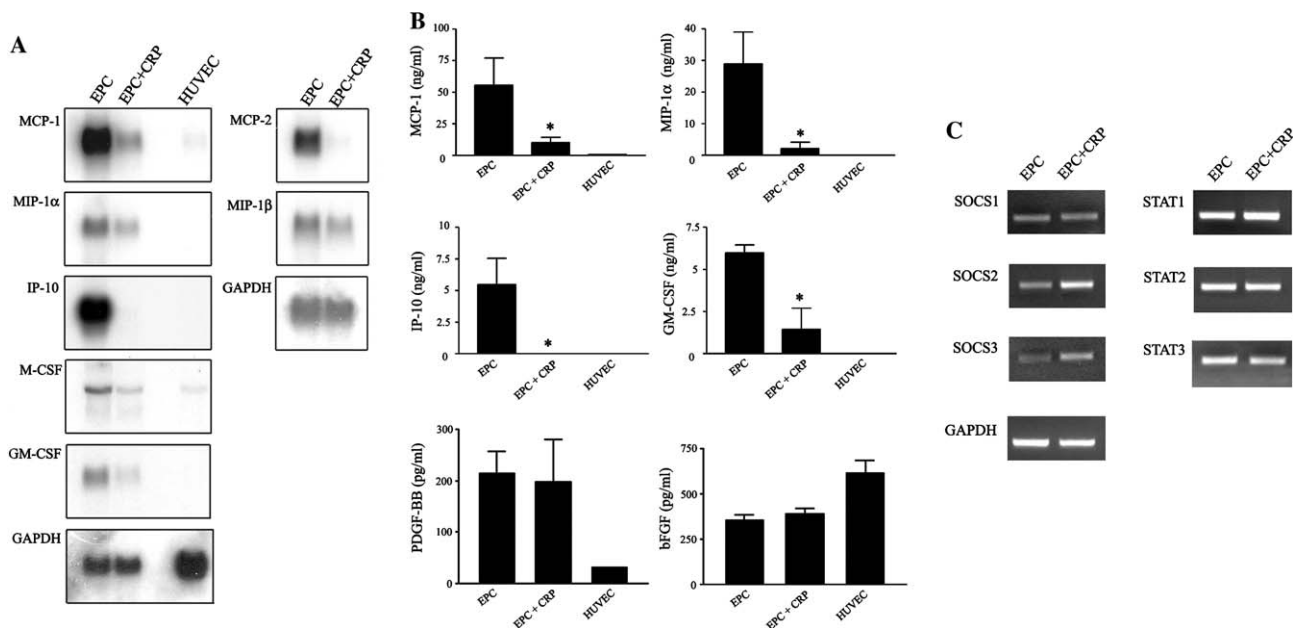 A
EPC
EPC+CRP
HUVEC
MCP-1
MIP-1α
IP-10
M-CSF
GM-CSF
GAPDH
EPC
EPC+CRP
MCP-2
MIP-1β
GAPDH
B
MCP-1 (ng/ml)
100
75
50
25
0
*
EPC
EPC + CRP
HUVEC
MIP-1α (ng/ml)
40
30
20
10
0
*
EPC
EPC + CRP
HUVEC
IP-10 (ng/ml)
10
7.5
5
2.5
0
*
EPC
EPC + CRP
HUVEC
GM-CSF (ng/ml)
7.5
5
2.5
0
*
EPC
EPC + CRP
HUVEC
PDGF-BB (pg/ml)
300
200
100
0
EPC
EPC + CRP
HUVEC
bFGF (pg/ml)
750
500
250
0
EPC
EPC + CRP
HUVEC
C
EPC
EPC+CRP
SOCS1
SOCS2
SOCS3
GAPDH
EPC
EPC+CRP
STAT1
STAT2
STAT3